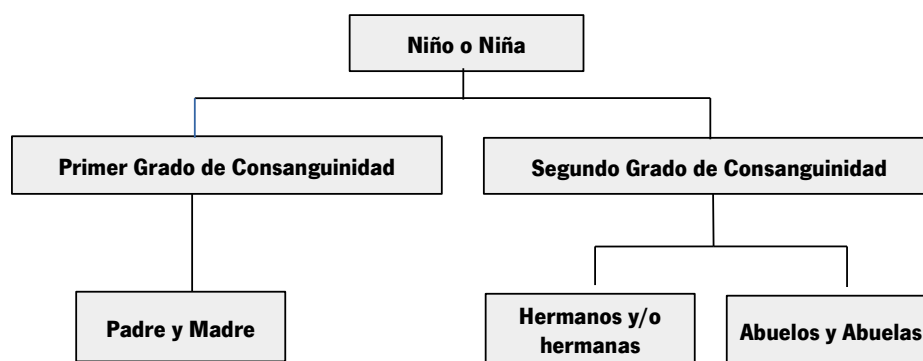 Niño o Niña
Primer Grado de Consanguinidad
Segundo Grado de Consanguinidad
Padre y Madre
Hermanos y/o
hermanas
Abuelos y Abuelas